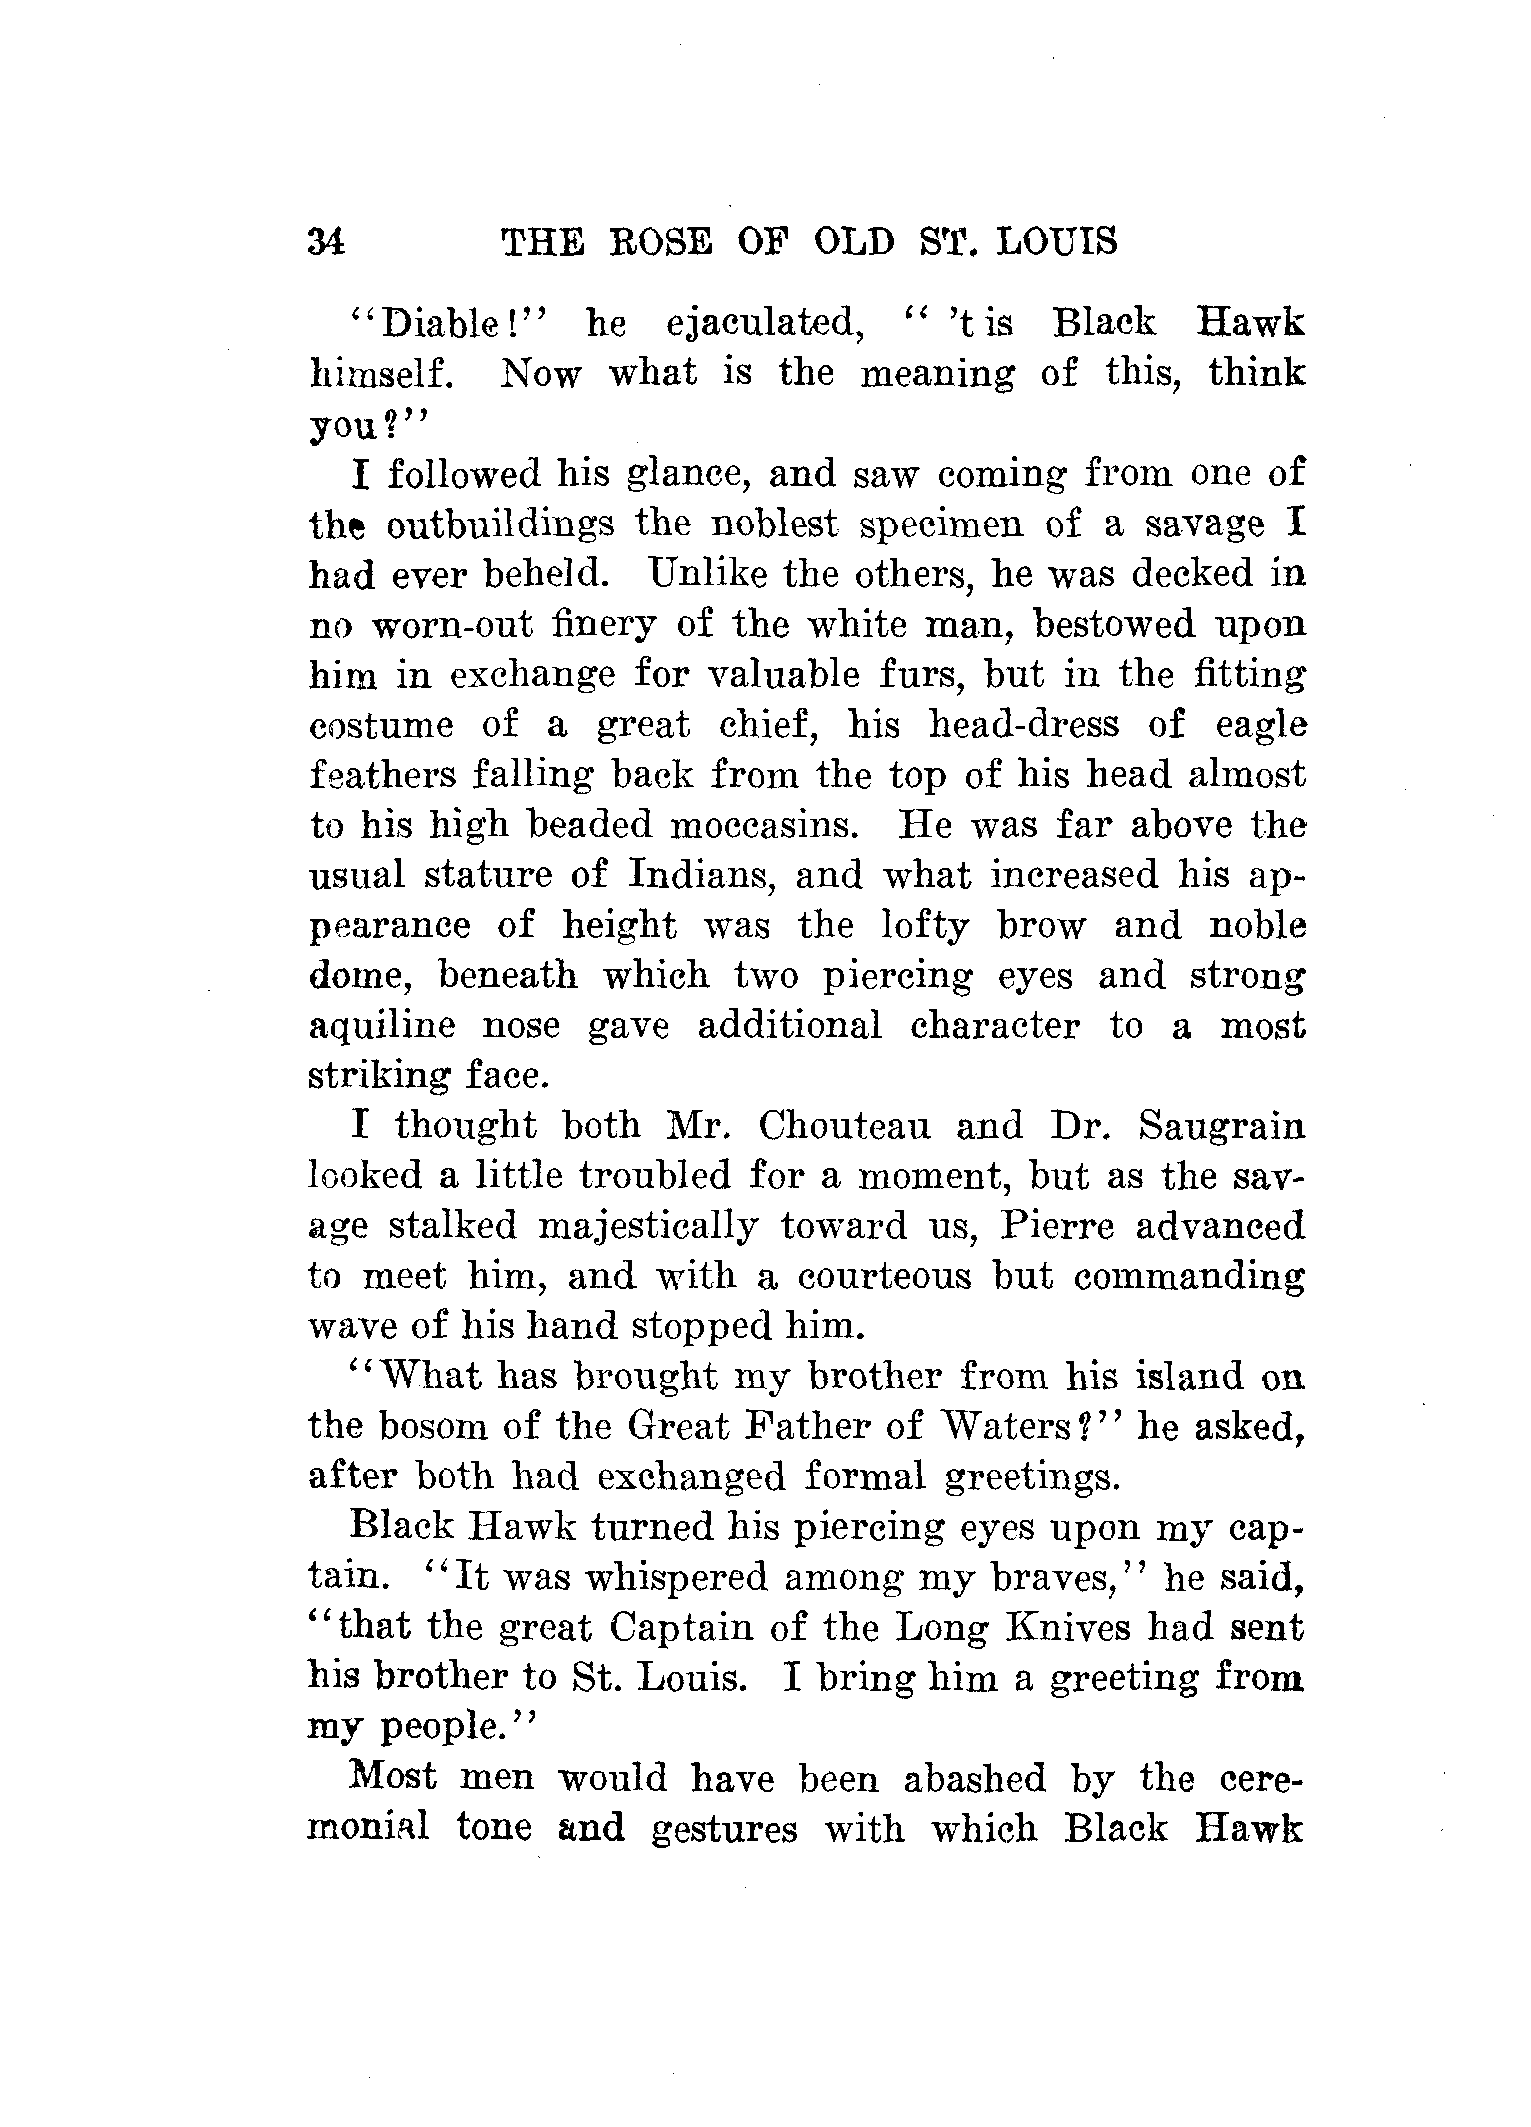 34 THE ROSE OF OLD ST. LOUIS
"Diable!" he ejaculated, " 't is Black Hawk
himself. Now what is the meaning of this, think
you?"
I followed his glance, and saw coming from one of
the outbuildings the noblest specimen of a savage I
had ever beheld. Unlike the others, he was decked in
no worn-out finery of the white man, bestowed upon
him in exchange for valuable furs, but in the fitting
costume of a great chief, his head-dress of eagle
feathers falling back from the top of his head almost
to his high beaded moccasins. He was far above the
usual stature of Indians, and what increased his ap-
pearance of height was the lofty brow and noble
dome, beneath which two piercing eyes and strong
aquiline nose gave additional character to a most
striking face.
I thought both Mr. Chouteau and Dr. Saugrain
looked a little troubled for a moment, but as the sav-
age stalked majestically toward us, Pierre advanced
to meet him, and with a courteous but commanding
wave of his hand stopped him.
"What has brought my brother from his island on
the bosom of the Great Father of Waters?" he asked,
after both had exchanged formal greetings.
Black Hawk turned his piercing eyes upon my cap-
tain. "It was whispered among my braves," he said,
"that the great Captain of the Long Knives had sent
his brother to St. Louis. I bring him a greeting from
my people."
Most men would have been abashed by the cere-
monial tone and gestures with which Black Hawk